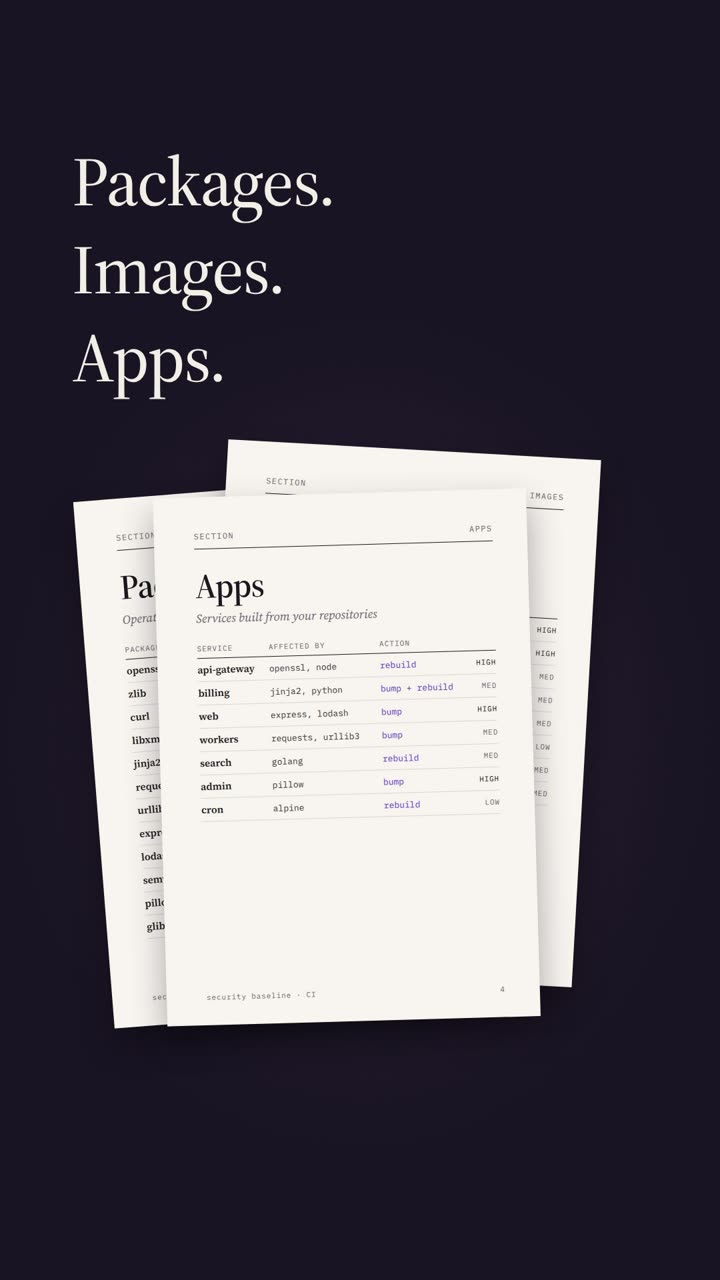 Packages.
Images.
Apps.
SECTION IMAGES
HIGH
HIGH
MED
MED
MED
LOW
MED
MED
SECTION
PACKAGE
zlib
curl
SECTION APPS
Apps
Services built from your repositories
SERVICE AFFECTED BY ACTION
api-gateway openssl, node rebuild HIGH
billing jinja2, python bump + rebuild MED
web express, lodash bump HIGH
workers requests, urllib3 bump MED
search golang rebuild MED
admin pillow bump HIGH
cron alpine rebuild LOW
security baseline · CI 4